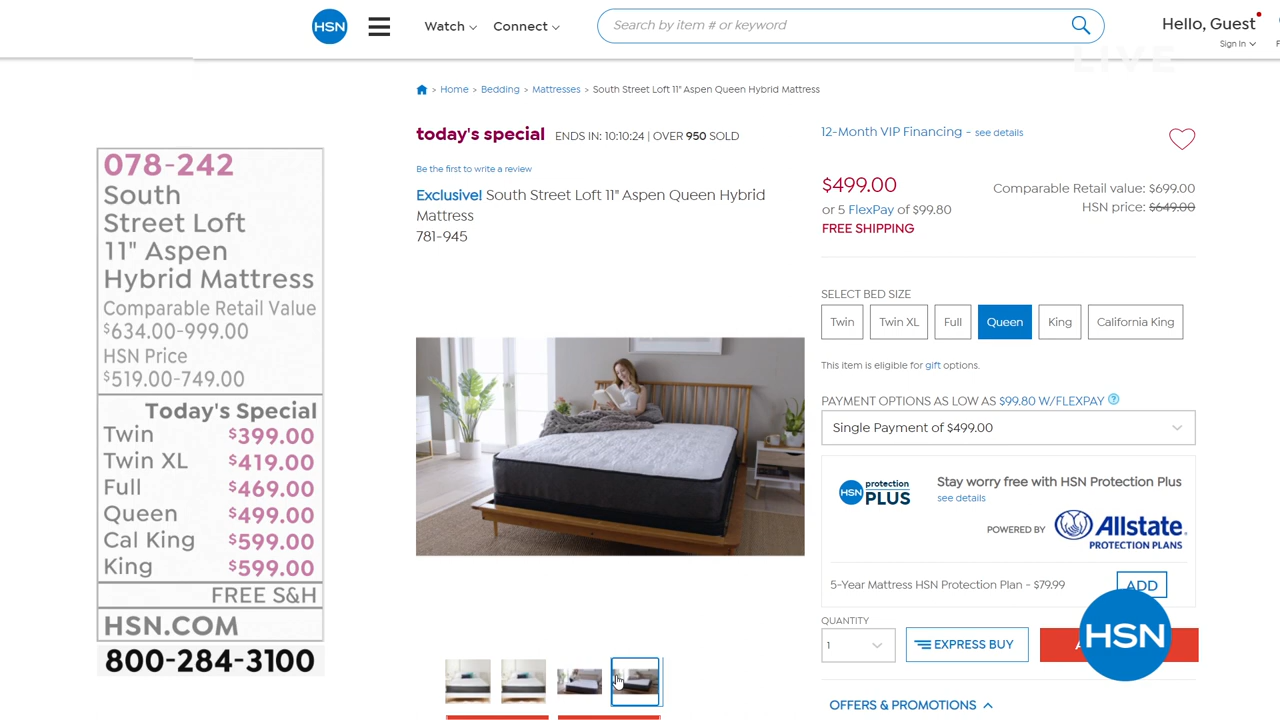 HSN
Watch
Connect
Search by item # or keyword
Hello, Guest
Sign In
LIVE
Home > Bedding > Mattresses > South Street Loft 11" Aspen Queen Hybrid Mattress
today's special ENDS IN: 10:10:24 | OVER 950 SOLD
Be the first to write a review
Exclusive! South Street Loft 11" Aspen Queen Hybrid
Mattress
781-945
12-Month VIP Financing - see details
$499.00
or 5 FlexPay of $99.80
FREE SHIPPING
Comparable Retail value: $699.00
HSN price: $649.00
SELECT BED SIZE
Twin
Twin XL
Full
Queen
King
California King
This item is eligible for gift options.
PAYMENT OPTIONS AS LOW AS $99.80 W/FLEXPAY ?
Single Payment of $499.00
HSN protection
PLUS
Stay worry free with HSN Protection Plus
see details
POWERED BY Allstate.
PROTECTION PLANS
5-Year Mattress HSN Protection Plan - $79.99
ADD
QUANTITY
1
EXPRESS BUY
HSN
OFFERS & PROMOTIONS
078-242
South
Street Loft
11" Aspen
Hybrid Mattress
Comparable Retail Value
$634.00-999.00
HSN Price
$519.00-749.00
Today's Special
Twin $399.00
Twin XL $419.00
Full $469.00
Queen $499.00
Cal King $599.00
King $599.00
FREE S&H
HSN.COM
800-284-3100